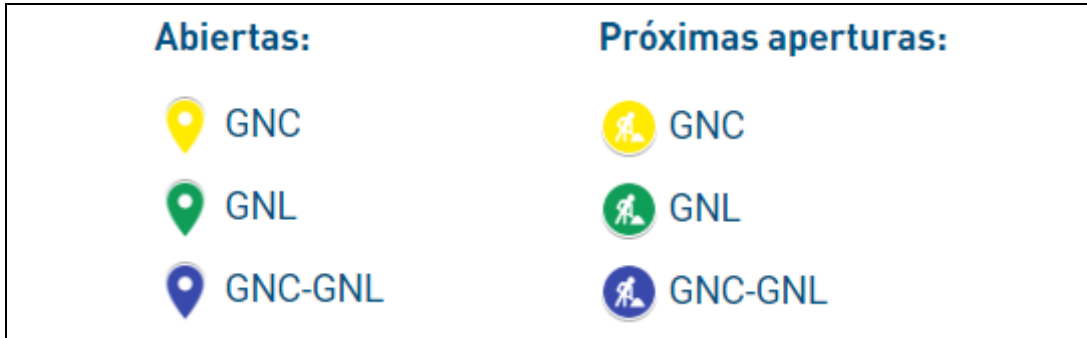 Abiertas:
GNC
GNL
GNC-GNL
Próximas aperturas:
GNC
GNL
GNC-GNL